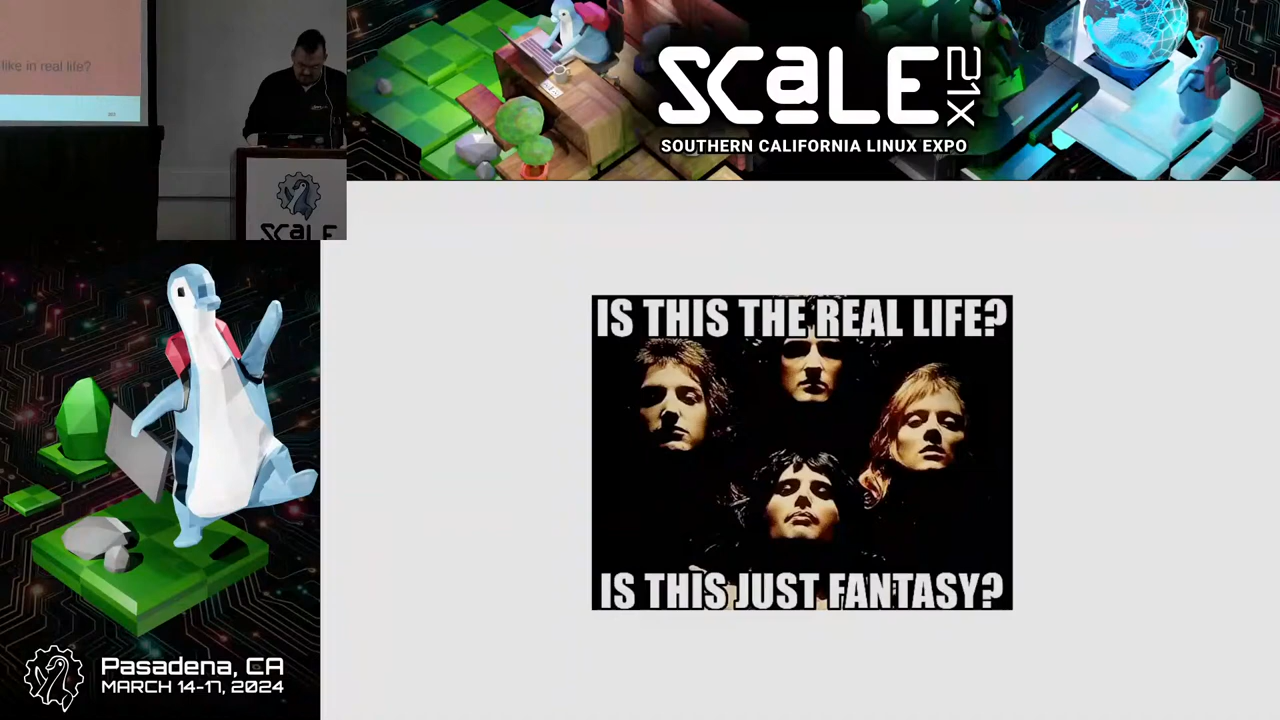 like in real life?
SCaLE
SCaLE 21X
SOUTHERN CALIFORNIA LINUX EXPO
IS THIS THE REAL LIFE?
IS THIS JUST FANTASY?
Pasadena, CA
MARCH 14-17, 2024